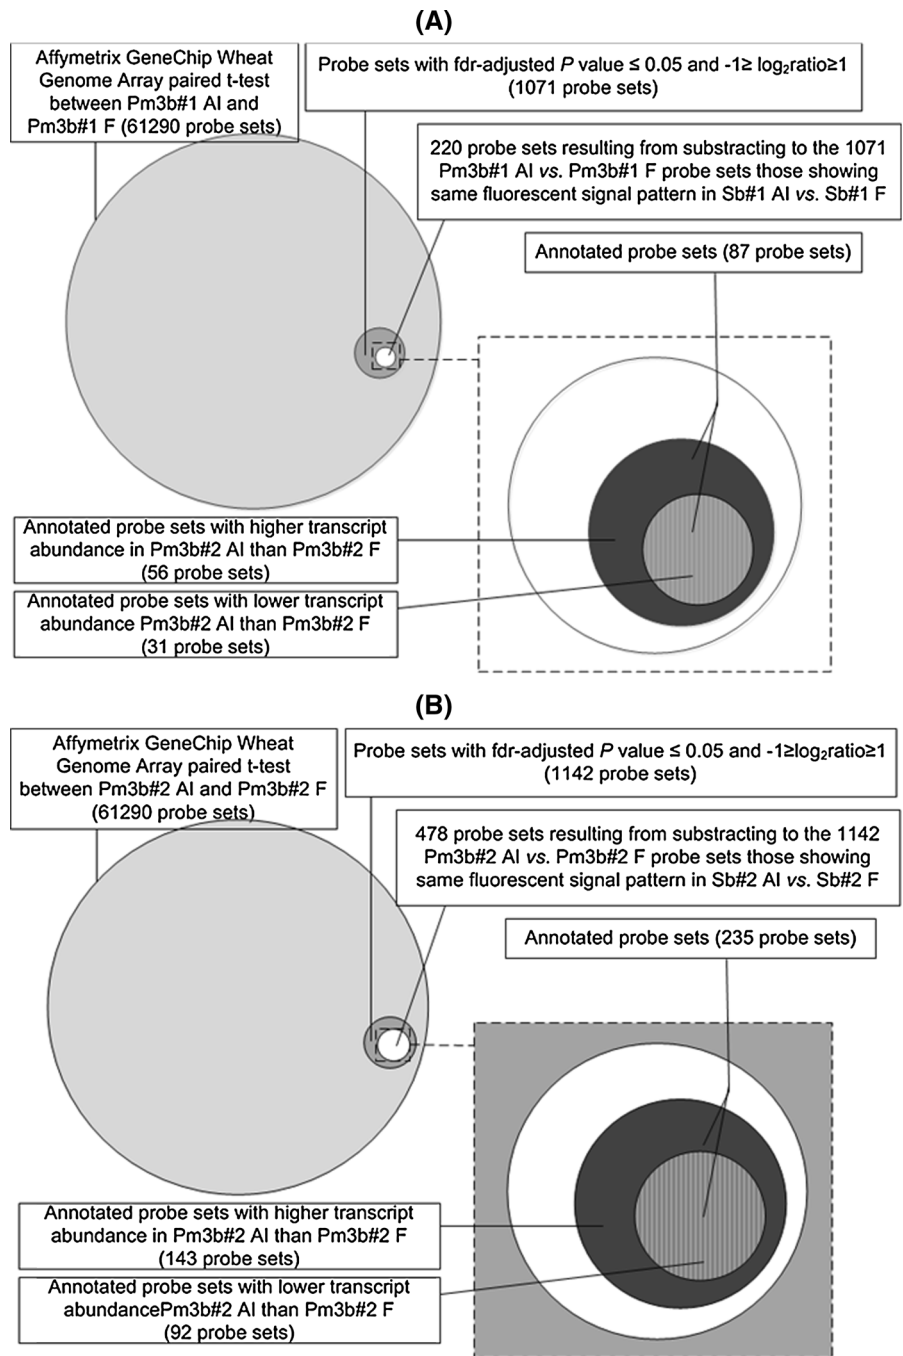 (A)
Affymetrix GeneChip Wheat
Genome Array paired t-test
between Pm3b#1 AI and
Pm3b#1 F (61290 probe sets)
Probe sets with fdr-adjusted P value ≤ 0.05 and -1≥ log₂ratio≥1
(1071 probe sets)
220 probe sets resulting from substracting to the 1071
Pm3b#1 AI vs. Pm3b#1 F probe sets those showing
same fluorescent signal pattern in Sb#1 AI vs. Sb#1 F
Annotated probe sets (87 probe sets)
Annotated probe sets with higher transcript
abundance in Pm3b#2 AI than Pm3b#2 F
(56 probe sets)
Annotated probe sets with lower transcript
abundance Pm3b#2 AI than Pm3b#2 F
(31 probe sets)
(B)
Affymetrix GeneChip Wheat
Genome Array paired t-test
between Pm3b#2 AI and Pm3b#2 F
(61290 probe sets)
Probe sets with fdr-adjusted P value ≤ 0.05 and -1≥log₂ratio≥1
(1142 probe sets)
478 probe sets resulting from substracting to the 1142
Pm3b#2 AI vs. Pm3b#2 F probe sets those showing
same fluorescent signal pattern in Sb#2 AI vs. Sb#2 F
Annotated probe sets (235 probe sets)
Annotated probe sets with higher transcript
abundance in Pm3b#2 AI than Pm3b#2 F
(143 probe sets)
Annotated probe sets with lower transcript
abundancePm3b#2 AI than Pm3b#2 F
(92 probe sets)